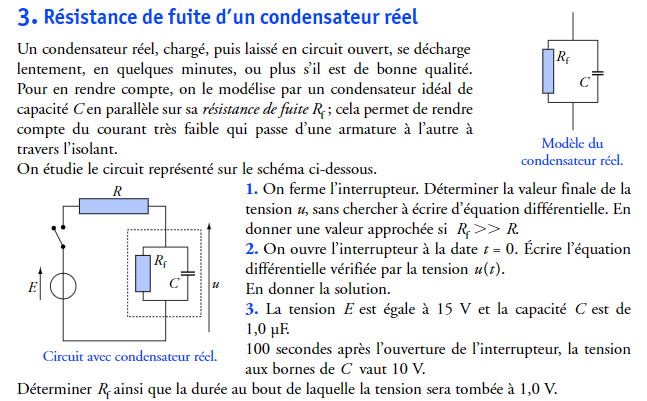 3. Résistance de fuite d'un condensateur réel
Un condensateur réel, chargé, puis laissé en circuit ouvert, se décharge
lentement, en quelques minutes, ou plus s'il est de bonne qualité.
Pour en rendre compte, on le modélise par un condensateur idéal de
capacité C en parallèle sur sa résistance de fuite Rf ; cela permet de rendre
compte du courant très faible qui passe d'une armature à l'autre à
travers l'isolant.
On étudie le circuit représenté sur le schéma ci-dessous.
Rf
C
Modèle du
condensateur réel.
R
Rf
C
u
E
Circuit avec condensateur réel.
1. On ferme l'interrupteur. Déterminer la valeur finale de la
tension u, sans chercher à écrire d'équation différentielle. En
donner une valeur approchée si Rf >> R.
2. On ouvre l'interrupteur à la date t = 0. Écrire l'équation
différentielle vérifiée par la tension u(t).
En donner la solution.
3. La tension E est égale à 15 V et la capacité C est de
1,0 µF.
100 secondes après l'ouverture de l'interrupteur, la tension
aux bornes de C vaut 10 V.
Déterminer Rf ainsi que la durée au bout de laquelle la tension sera tombée à 1,0 V.